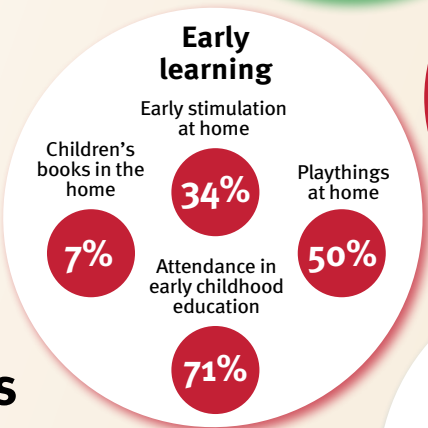 Early
learning
Early stimulation
at home
34%
Children's
books in the
home
7%
Playthings
at home
50%
Attendance in
early childhood
education
71%
s